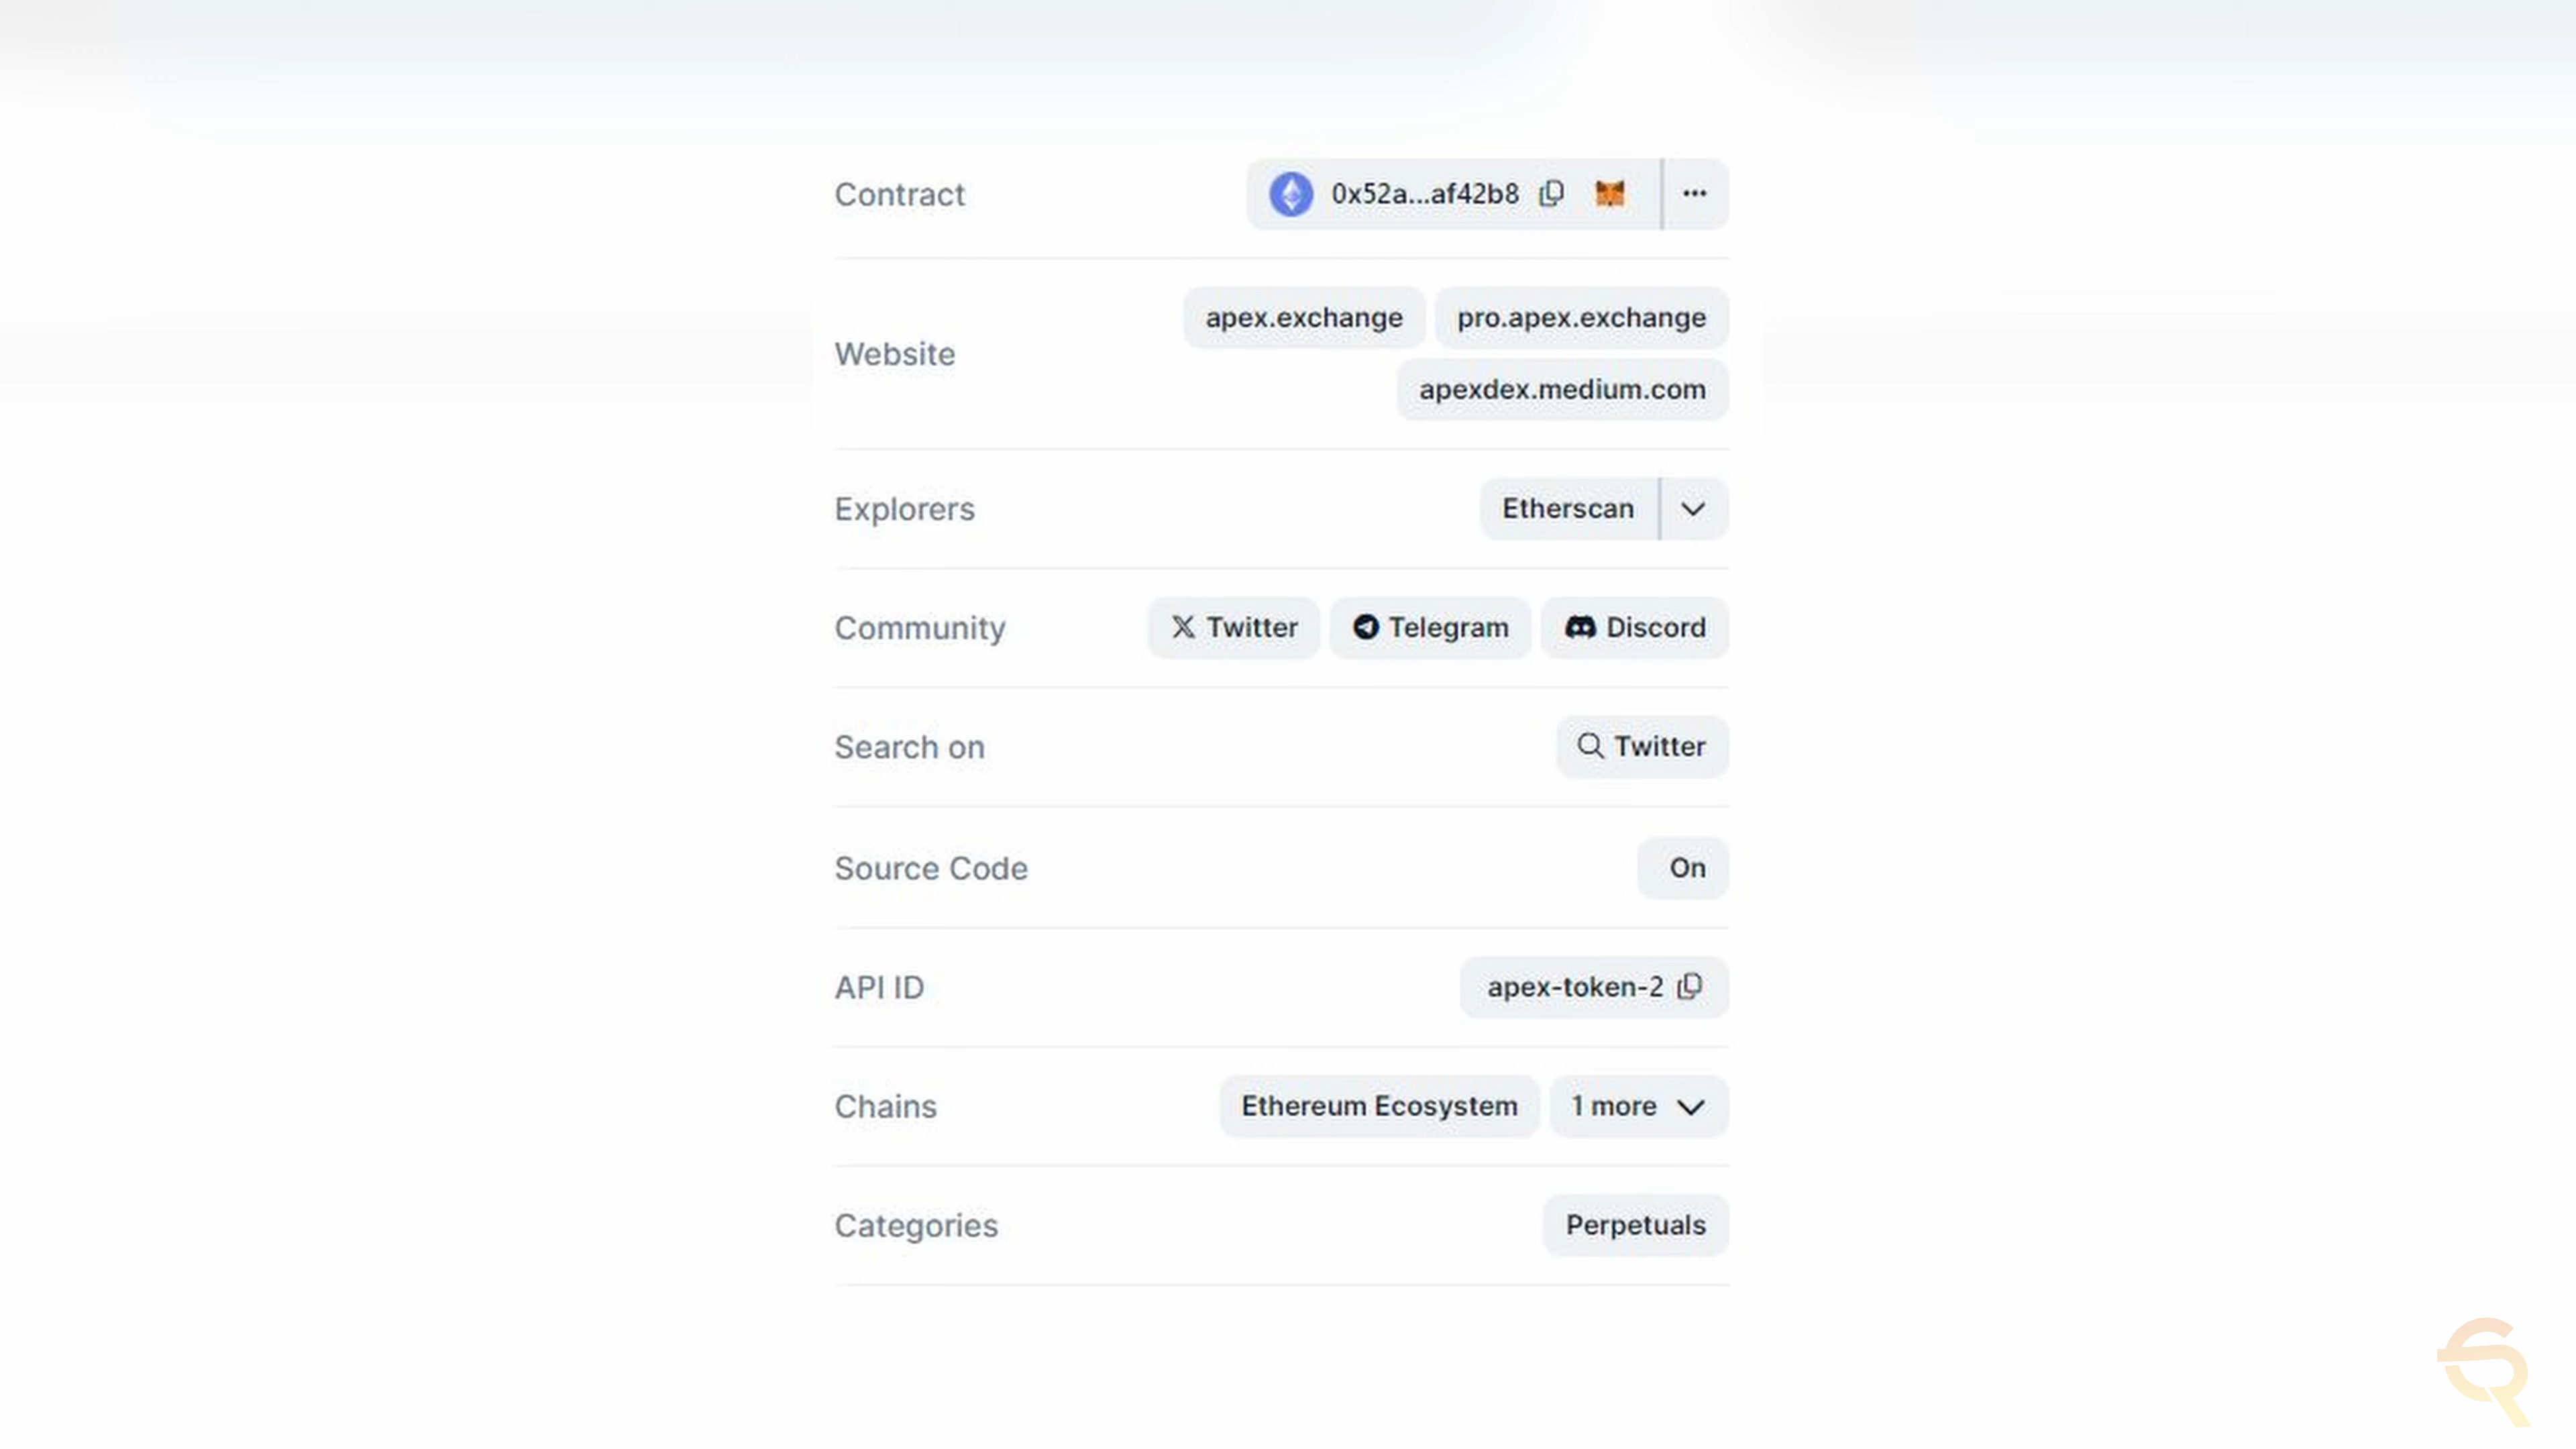 Contract 0x52a...af42b8
apex.exchange pro.apex.exchange
Website
apexdex.medium.com
Explorers Etherscan
Community Twitter Telegram Discord
Search on Twitter
Source Code On
API ID apex-token-2
Chains Ethereum Ecosystem 1 more
Categories Perpetuals